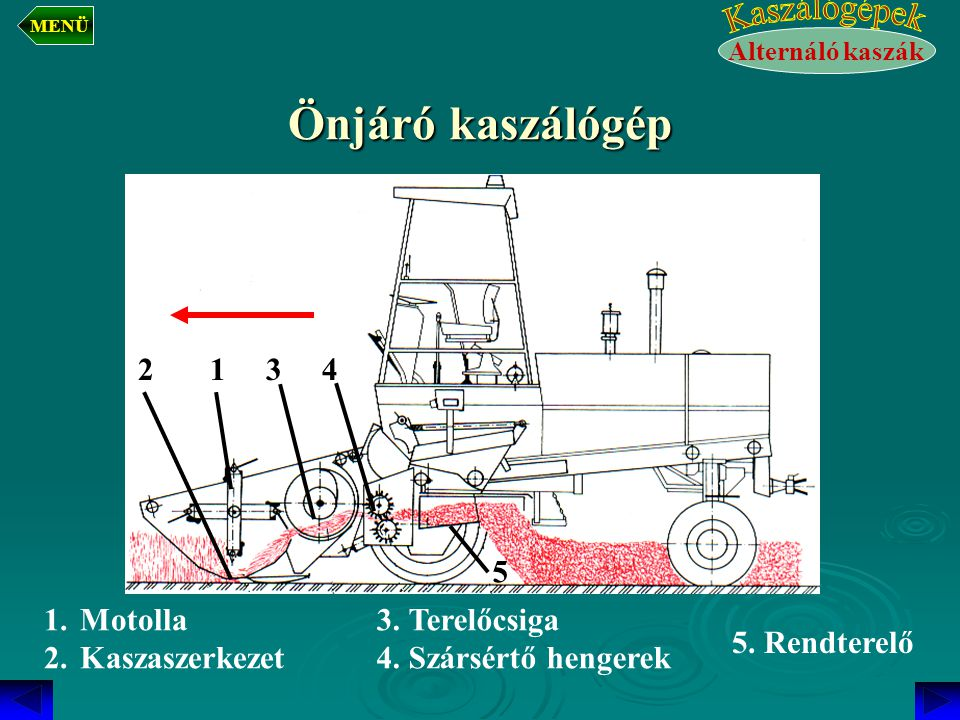 MENÜ
Kaszálógépek
Alternáló kaszák
Önjáró kaszálógép
2 1 3 4
5
1. Motolla
2. Kaszaszerkezet
3. Terelőcsiga
4. Szársértő hengerek
5. Rendterelő